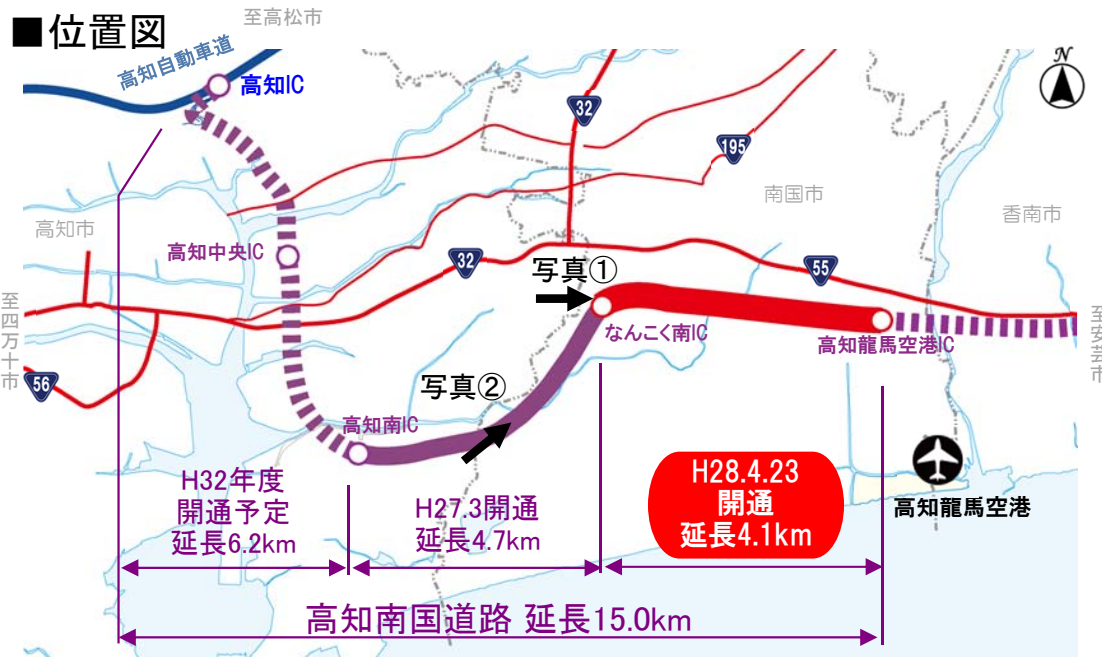 ■位置図
至高松市
高知自動車道
高知IC
N
32
195
南国市
香南市
高知市
高知中央IC
32
写真①
55
至四万十市
なんこく南IC
高知龍馬空港IC
至安芸市
56
写真②
高知南IC
H32年度
開通予定
延長6.2km
H27.3開通
延長4.7km
H28.4.23
開通
延長4.1km
高知龍馬空港
高知南国道路 延長15.0km